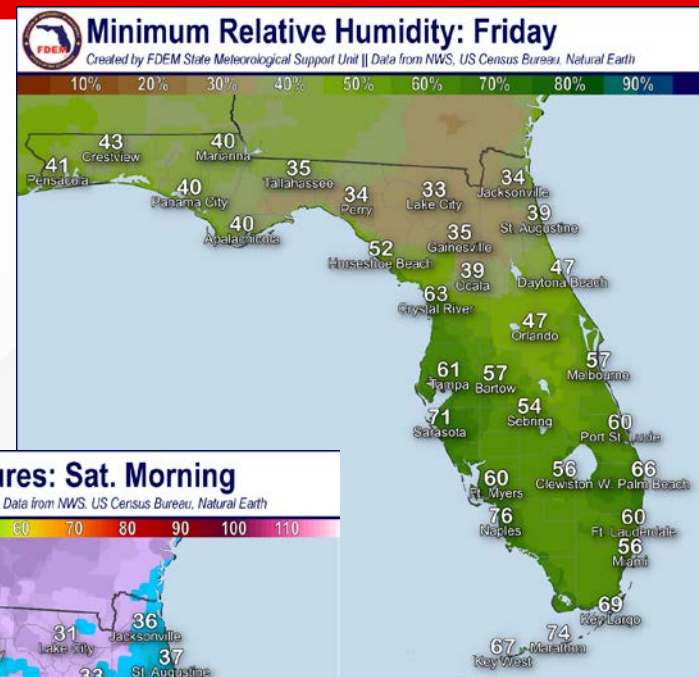 Minimum Relative Humidity: Friday
FDEM
Created by FDEM State Meteorological Support Unit || Data from NWS, US Census Bureau, Natural Earth
10% 20% 30% 40% 50% 60% 70% 80% 90%
43
Crestview
40
Marianna
41
Pensacola
35
Tallahassee
34
Jacksonville
40
Panama City
34
Perry
33
Lake City
39
St. Augustine
40
Apalachicola
35
Gainesville
52
Horseshoe Beach
39
Ocala
47
Daytona Beach
63
Crystal River
47
Orlando
61
Tampa
57
Bartow
57
Melbourne
71
Sarasota
54
Sebring
60
Port St. Lucie
60
Ft. Myers
56
Clewiston
66
W. Palm Beach
76
Naples
60
Ft. Lauderdale
56
Miami
69
Key Largo
74
Marathon
67
Key West
ures: Sat. Morning
Data from NWS, US Census Bureau, Natural Earth
60 70 80 90 100 110
36
Jacksonville
31
Lake City
37
St. Augustine
33